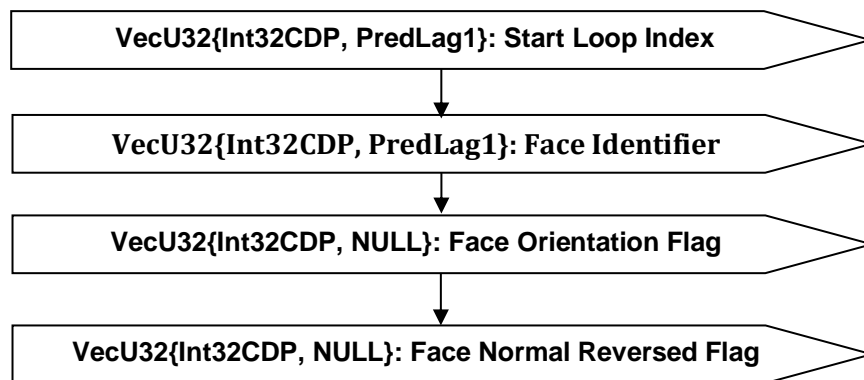 VecU32{Int32CDP, PredLag1}: Start Loop Index
VecU32{Int32CDP, PredLag1}: Face Identifier
VecU32{Int32CDP, NULL}: Face Orientation Flag
VecU32{Int32CDP, NULL}: Face Normal Reversed Flag